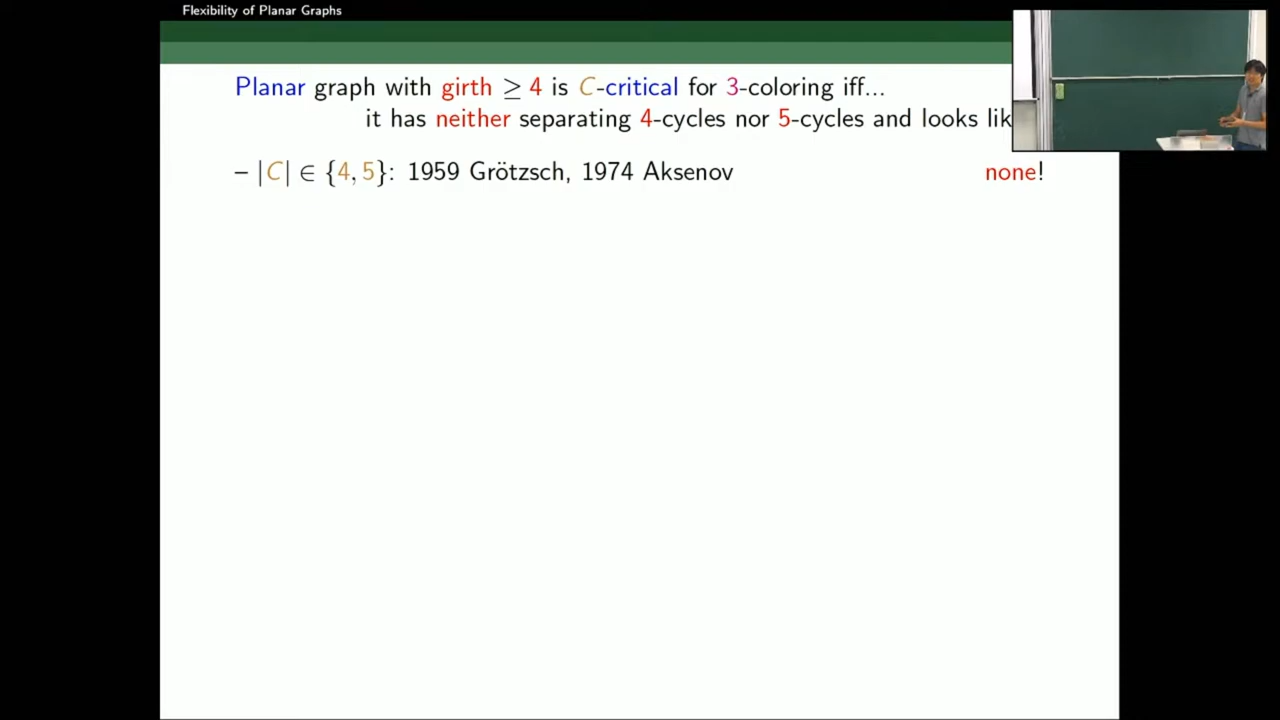 Flexibility of Planar Graphs
Planar graph with girth ≥ 4 is C-critical for 3-coloring iff...
it has neither separating 4-cycles nor 5-cycles and looks lik
– |C| ∈ {4, 5}: 1959 Grötzsch, 1974 Aksenov none!